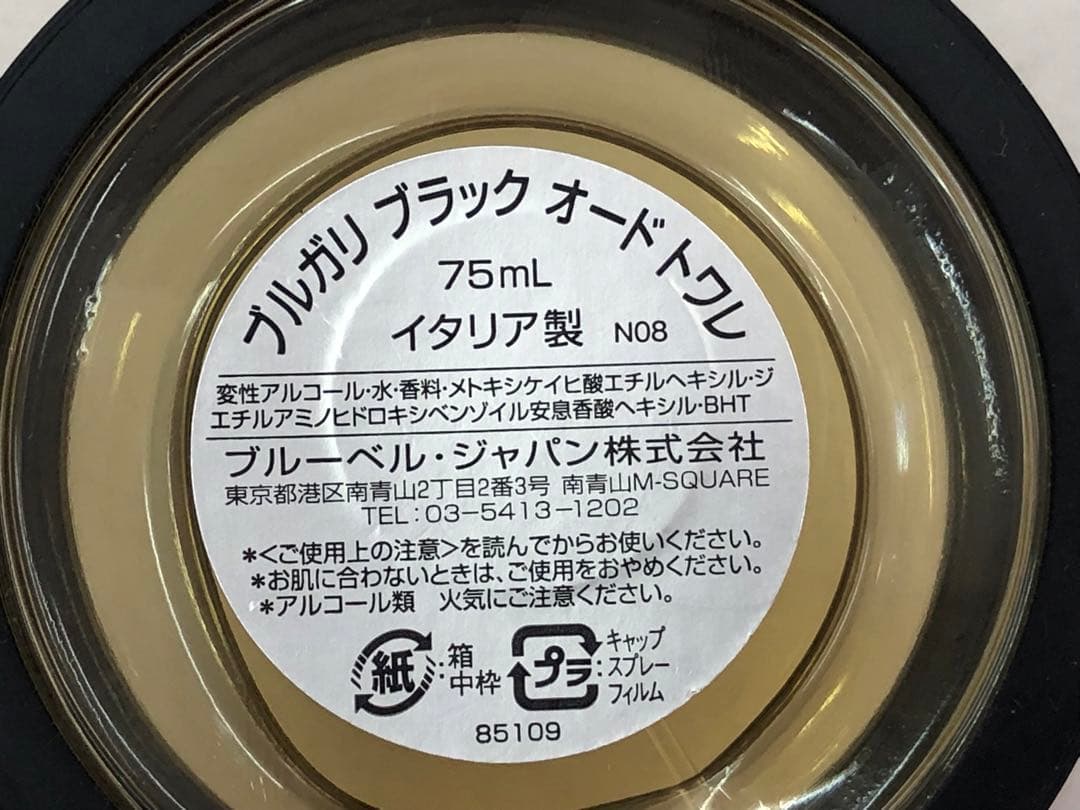 ブルガリ ブラック オード トワレ
75mL
イタリア製 N08
変性アルコール・水・香料・メトキシケイヒ酸エチルヘキシル・ジ
エチルアミノヒドロキシベンゾイル安息香酸ヘキシル・BHT
ブルーベル・ジャパン株式会社
東京都港区南青山2丁目2番3号 南青山M-SQUARE
TEL:03-5413-1202
*<ご使用上の注意>を読んでからお使いください。
*お肌に合わないときは、ご使用をおやめください。
*アルコール類 火気にご注意ください。
紙:箱
中枠
プラ:キャップ
スプレー
フィルム
85109